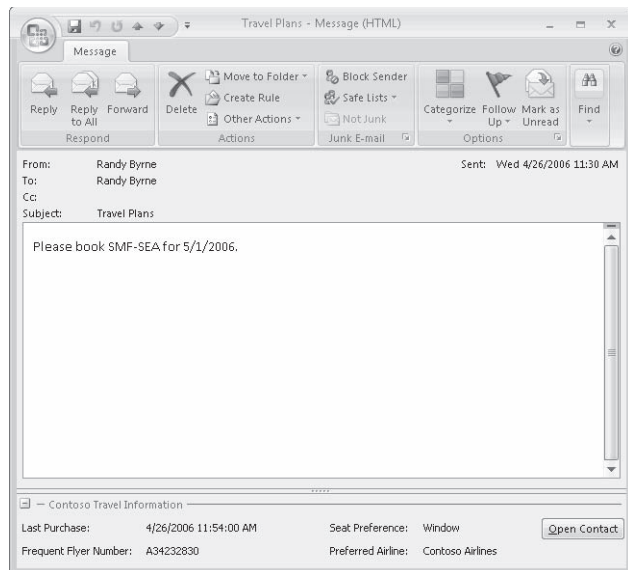 Travel Plans - Message (HTML)
Message
Reply
Reply to All
Forward
Respond
Delete
Move to Folder
Create Rule
Other Actions
Actions
Block Sender
Safe Lists
Not Junk
Junk E-mail
Categorize
Follow Up
Mark as Unread
Options
Find
From: Randy Byrne
Sent: Wed 4/26/2006 11:30 AM
To: Randy Byrne
Cc:
Subject: Travel Plans
Please book SMF-SEA for 5/1/2006.
Contoso Travel Information
Last Purchase: 4/26/2006 11:54:00 AM Seat Preference: Window Open Contact
Frequent Flyer Number: A34232830 Preferred Airline: Contoso Airlines